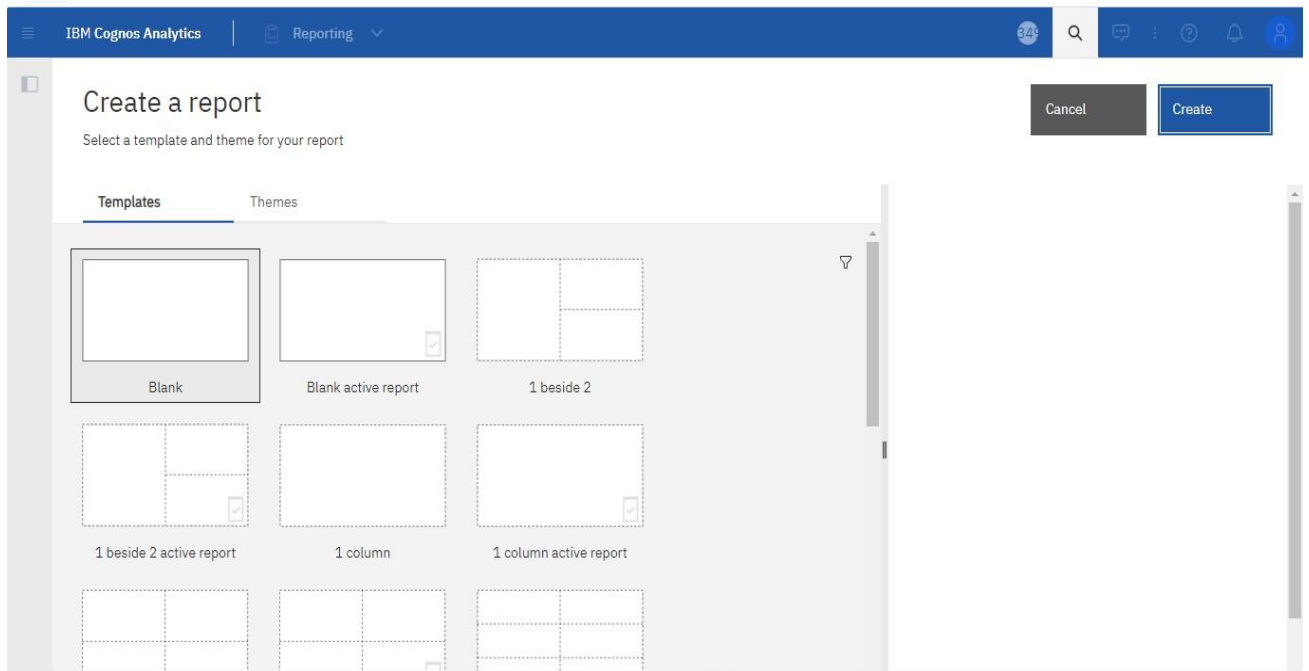 IBM Cognos Analytics
Reporting
Create a report
Select a template and theme for your report
Cancel
Create
Templates
Themes
Blank
Blank active report
1 beside 2
1 beside 2 active report
1 column
1 column active report